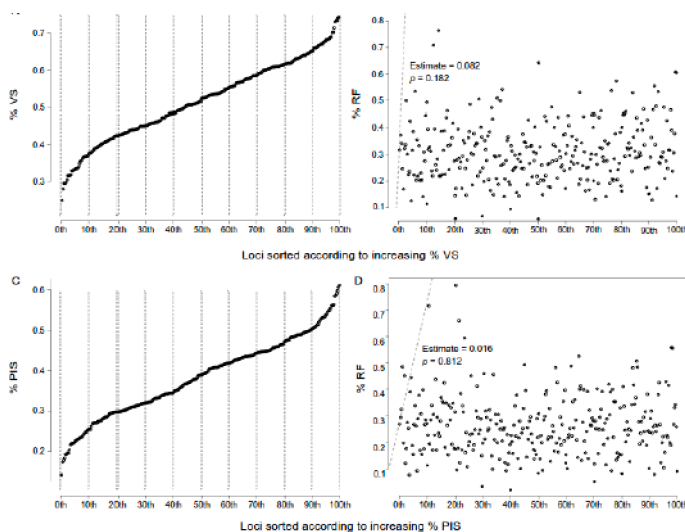 % VS
0.7
0.6
0.5
0.4
0.3
0th 10th 20th 30th 40th 50th 60th 70th 80th 90th 100th
% RF
0.8
0.7
0.6
0.5
0.4
0.3
0.2
0.1
Estimate = 0.082
p = 0.182
0th 10th 20th 30th 40th 50th 60th 70th 80th 90th 100th
Loci sorted according to increasing % VS
C
% PIS
0.6
0.5
0.4
0.3
0.2
0th 10th 20th 30th 40th 50th 60th 70th 80th 90th 100th
D
% RF
0.8
0.7
0.6
0.5
0.4
0.3
0.2
0.1
Estimate = 0.016
p = 0.812
0th 10th 20th 30th 40th 50th 60th 70th 80th 90th 100th
Loci sorted according to increasing % PIS